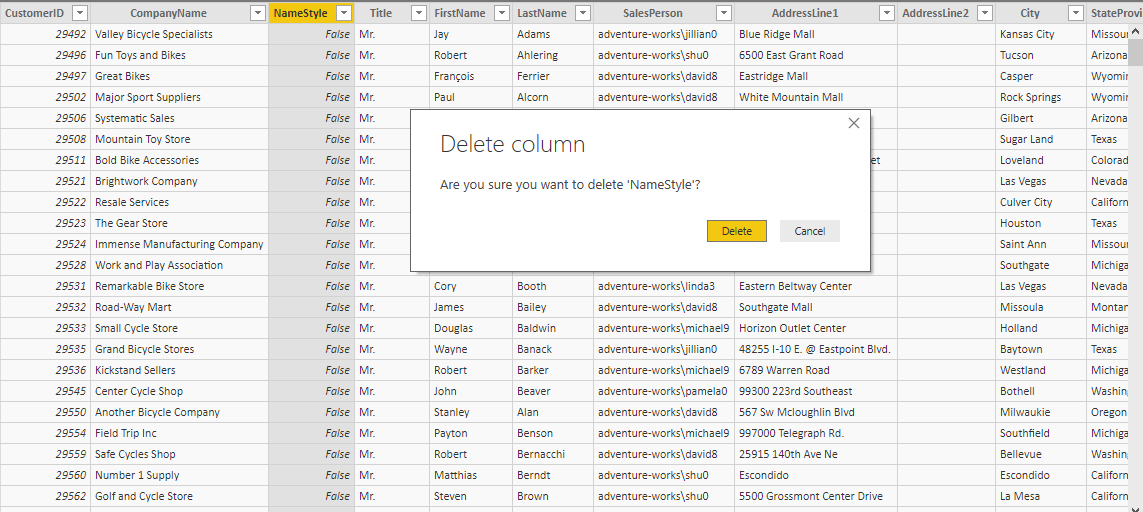 CustomerID CompanyName NameStyle Title FirstName LastName SalesPerson AddressLine1 AddressLine2 City StateProvi
29492 Valley Bicycle Specialists False Mr. Jay Adams adventure-works\jillian0 Blue Ridge Mall Kansas City Missour
29496 Fun Toys and Bikes False Mr. Robert Ahlering adventure-works\shu0 6500 East Grant Road Tucson Arizona
29497 Great Bikes False Mr. François Ferrier adventure-works\david8 Eastridge Mall Casper Wyomin
29502 Major Sport Suppliers False Mr. Paul Alcorn adventure-works\david8 White Mountain Mall Rock Springs Wyomin
29506 Systematic Sales False Mr. Gilbert Arizona
29508 Mountain Toy Store False Mr. Sugar Land Texas
29511 Bold Bike Accessories False Mr. et Loveland Colorad
29521 Brightwork Company False Mr. Las Vegas Nevada
29522 Resale Services False Mr. Culver City Californ
29523 The Gear Store False Mr. Houston Texas
29524 Immense Manufacturing Company False Mr. Saint Ann Missour
29528 Work and Play Association False Mr. Southgate Michiga
Delete column
Are you sure you want to delete 'NameStyle'?
Delete Cancel
29531 Remarkable Bike Store False Mr. Cory Booth adventure-works\linda3 Eastern Beltway Center Las Vegas Nevada
29532 Road-Way Mart False Mr. James Bailey adventure-works\david8 Southgate Mall Missoula Montan
29533 Small Cycle Store False Mr. Douglas Baldwin adventure-works\michael9 Horizon Outlet Center Holland Michiga
29535 Grand Bicycle Stores False Mr. Wayne Banack adventure-works\jillian0 48255 I-10 E. @ Eastpoint Blvd. Baytown Texas
29536 Kickstand Sellers False Mr. Robert Barker adventure-works\michael9 6789 Warren Road Westland Michiga
29545 Center Cycle Shop False Mr. John Beaver adventure-works\pamela0 99300 223rd Southeast Bothell Washing
29550 Another Bicycle Company False Mr. Stanley Alan adventure-works\david8 567 Sw Mcloughlin Blvd Milwaukie Oregon
29554 Field Trip Inc False Mr. Payton Benson adventure-works\michael9 997000 Telegraph Rd. Southfield Michiga
29559 Safe Cycles Shop False Mr. Robert Bernacchi adventure-works\david8 25915 140th Ave Ne Bellevue Washing
29560 Number 1 Supply False Mr. Matthias Berndt adventure-works\shu0 Escondido Escondido Californ
29562 Golf and Cycle Store False Mr. Steven Brown adventure-works\shu0 5500 Grossmont Center Drive La Mesa Californ